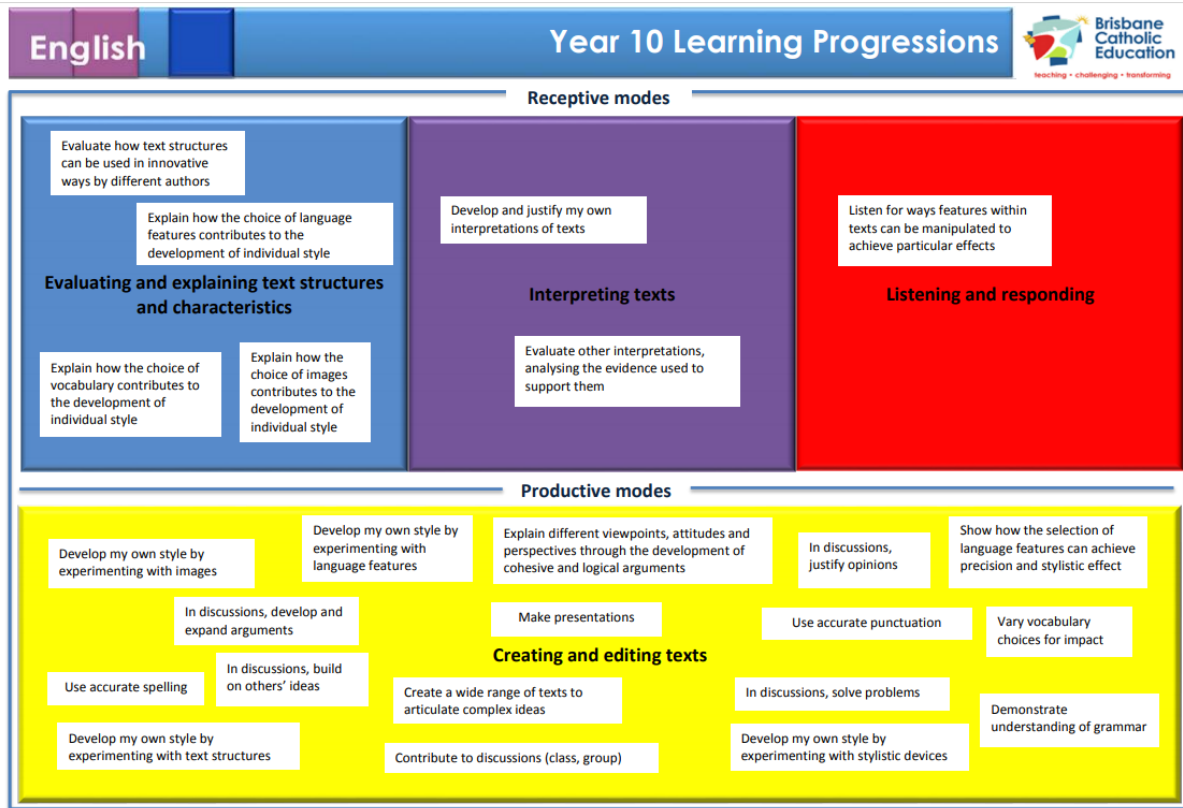 English
Year 10 Learning Progressions
Brisbane
Catholic
Education
teaching • challenging • transforming
Receptive modes
Evaluate how text structures
can be used in innovative
ways by different authors
Explain how the choice of language
features contributes to the
development of individual style
Evaluating and explaining text structures
and characteristics
Explain how the choice of
vocabulary contributes to
the development of
individual style
Explain how the
choice of images
contributes to the
development of
individual style
Develop and justify my own
interpretations of texts
Interpreting texts
Evaluate other interpretations,
analysing the evidence used to
support them
Listen for ways features within
texts can be manipulated to
achieve particular effects
Listening and responding
Productive modes
Develop my own style by
experimenting with images
Develop my own style by
experimenting with
language features
Explain different viewpoints, attitudes and
perspectives through the development of
cohesive and logical arguments
In discussions,
justify opinions
Show how the selection of
language features can achieve
precision and stylistic effect
In discussions, develop and
expand arguments
Make presentations
Use accurate punctuation
Vary vocabulary
choices for impact
Creating and editing texts
Use accurate spelling
In discussions, build
on others’ ideas
Create a wide range of texts to
articulate complex ideas
In discussions, solve problems
Demonstrate
understanding of grammar
Develop my own style by
experimenting with text structures
Contribute to discussions (class, group)
Develop my own style by
experimenting with stylistic devices